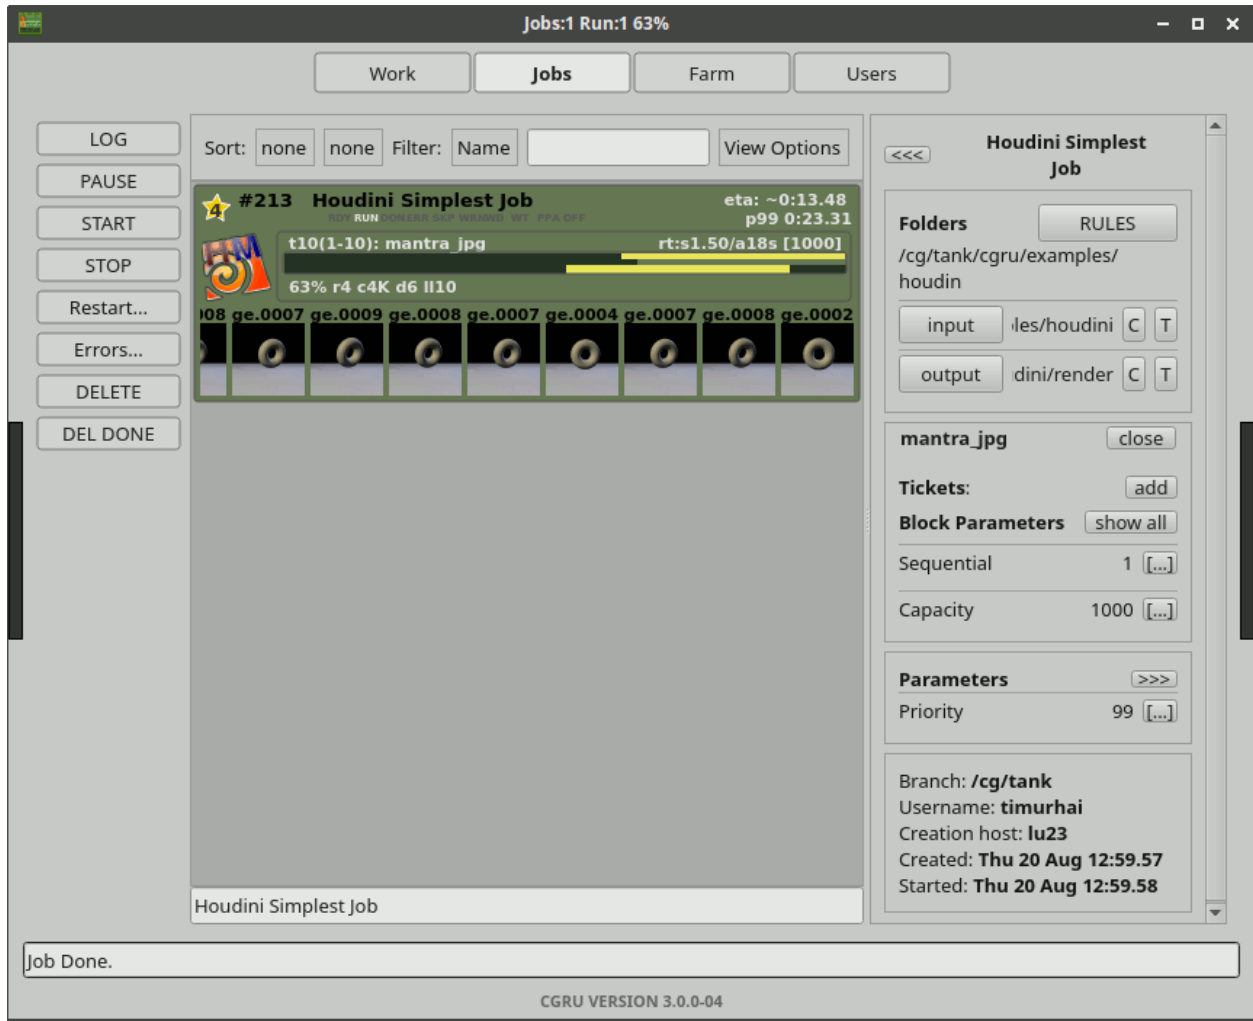 Jobs:1 Run:1 63%
Work Jobs Farm Users
LOG
PAUSE
START
STOP
Restart...
Errors...
DELETE
DEL DONE
Sort: none none Filter: Name View Options
4 #213 Houdini Simplest Job eta: ~0:13.48
RDY RUN DON ERR SKP WRN WD WT PPA OFF p99 0:23.31
t10(1-10): mantra_jpg rt:s1.50/a18s [1000]
63% r4 c4K d6 ll10
008 ge.0007 ge.0009 ge.0008 ge.0007 ge.0004 ge.0007 ge.0008 ge.0002
Houdini Simplest Job
<<< Houdini Simplest
Job
Folders RULES
/cg/tank/cgru/examples/
houdin
input les/houdini C T
output dini/render C T
mantra_jpg close
Tickets: add
Block Parameters show all
Sequential 1 [...]
Capacity 1000 [...]
Parameters >>>
Priority 99 [...]
Branch: /cg/tank
Username: timurhai
Creation host: lu23
Created: Thu 20 Aug 12:59.57
Started: Thu 20 Aug 12:59.58
Job Done.
CGRU VERSION 3.0.0-04